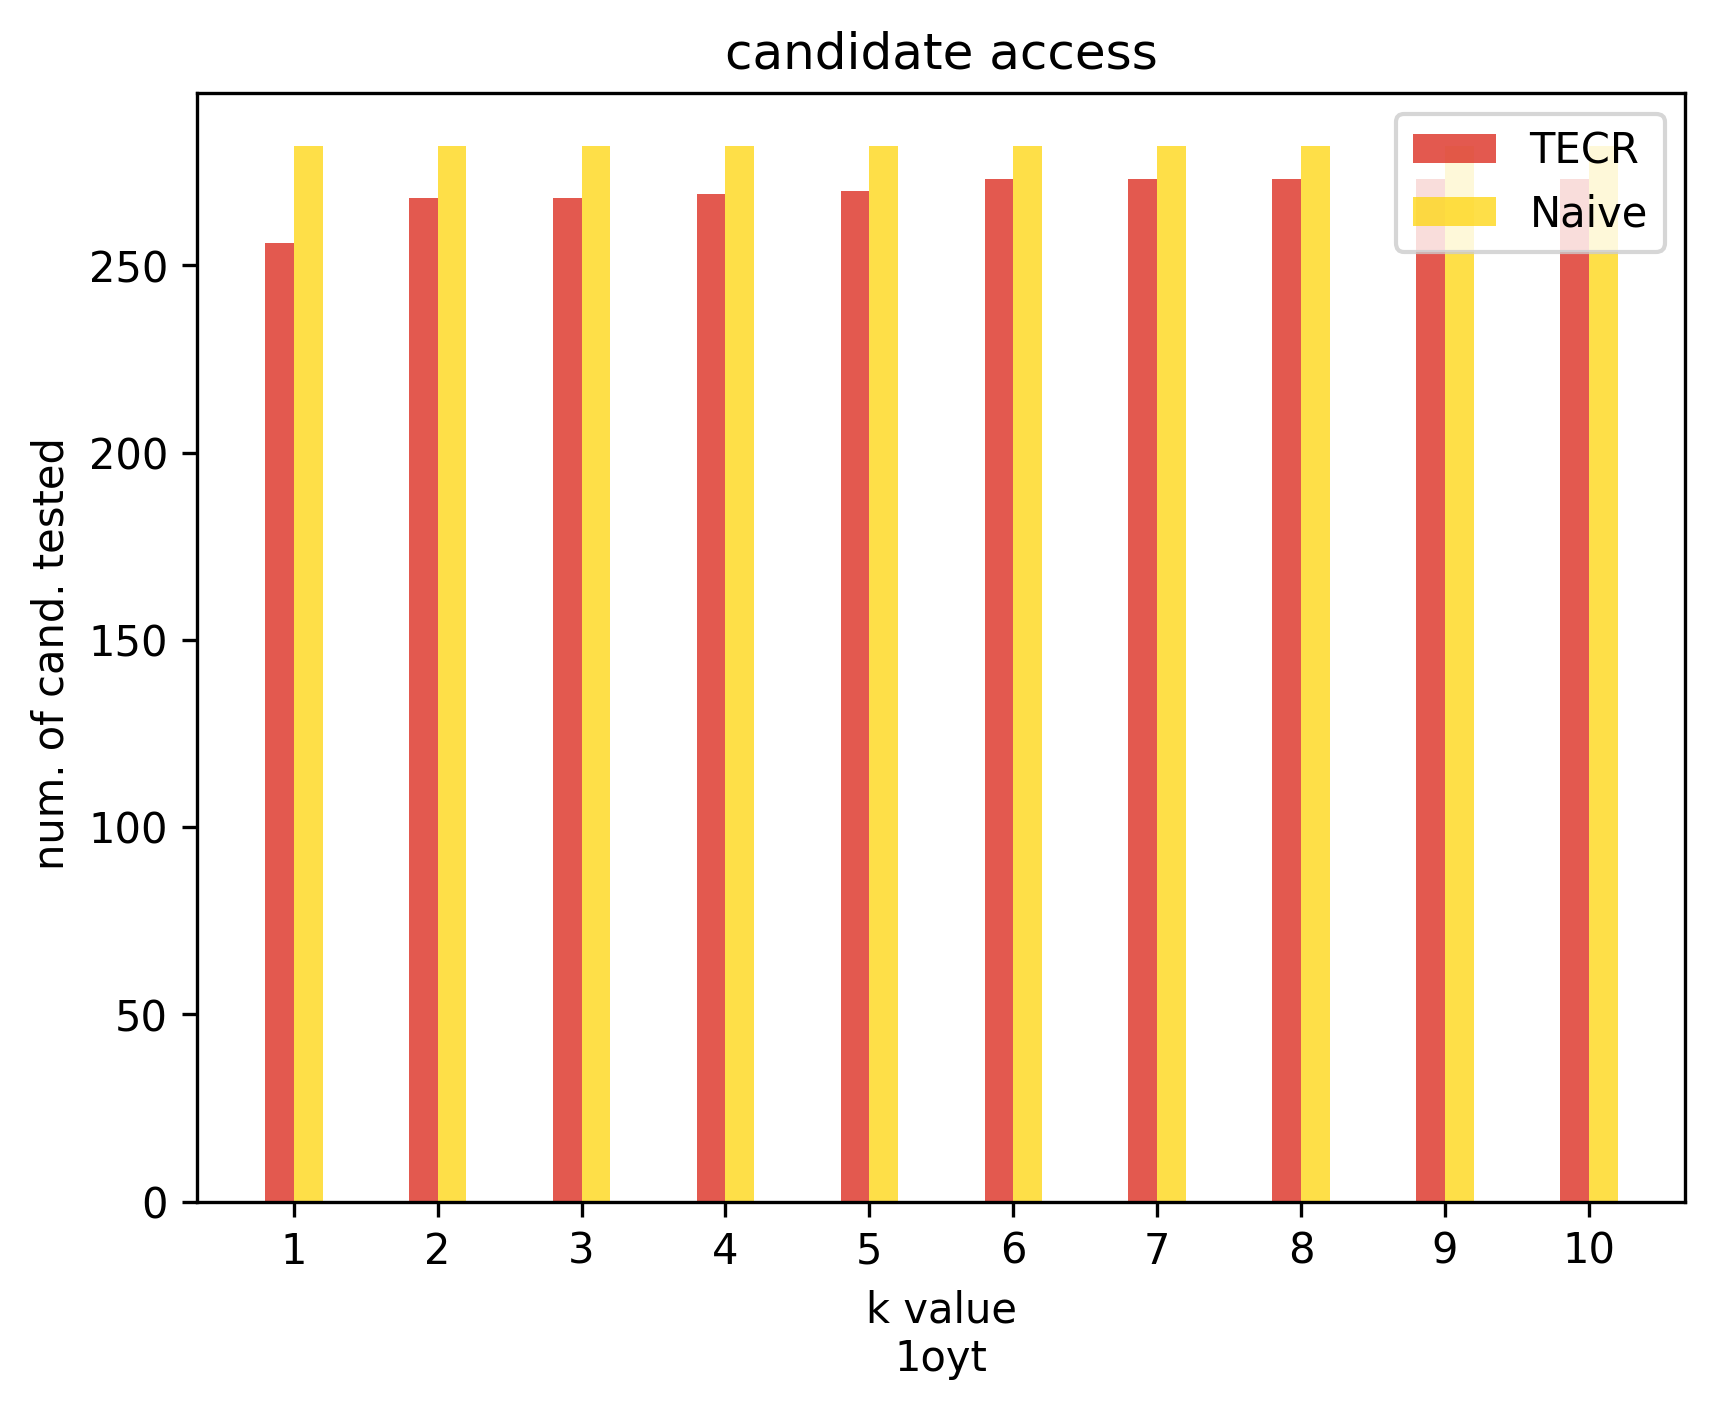 candidate access
TECR
Naive
num. of cand. tested
250
200
150
100
50
0
1 2 3 4 5 6 7 8 9 10
k value
1oyt